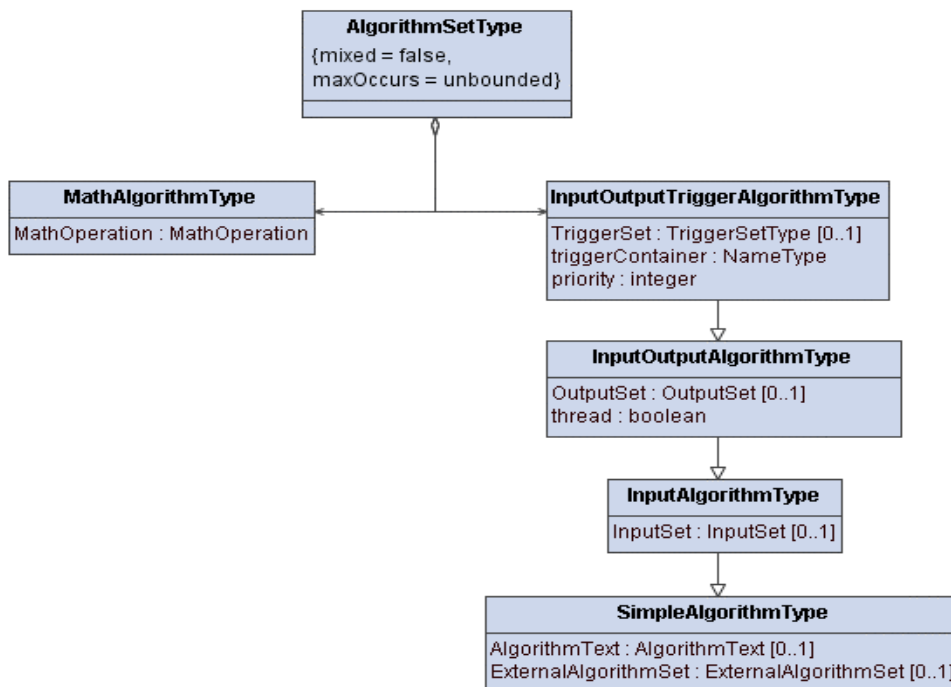 AlgorithmSetType
{mixed = false,
maxOccurs = unbounded}
MathAlgorithmType
MathOperation : MathOperation
InputOutputTriggerAlgorithmType
TriggerSet : TriggerSetType [0..1]
triggerContainer : NameType
priority : integer
InputOutputAlgorithmType
OutputSet : OutputSet [0..1]
thread : boolean
InputAlgorithmType
InputSet : InputSet [0..1]
SimpleAlgorithmType
AlgorithmText : AlgorithmText [0..1]
ExternalAlgorithmSet : ExternalAlgorithmSet [0..1]